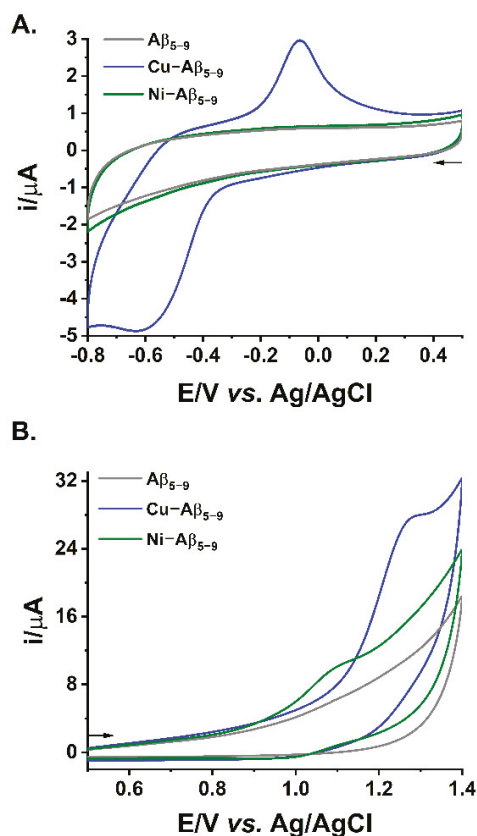 A.
i/μA
3
2
1
0
-1
-2
-3
-4
-5
Aβ5–9
Cu–Aβ5–9
Ni–Aβ5–9
-0.8 -0.6 -0.4 -0.2 0.0 0.2 0.4
E/V vs. Ag/AgCl
B.
i/μA
32
24
16
8
0
Aβ5–9
Cu–Aβ5–9
Ni–Aβ5–9
0.6 0.8 1.0 1.2 1.4
E/V vs. Ag/AgCl